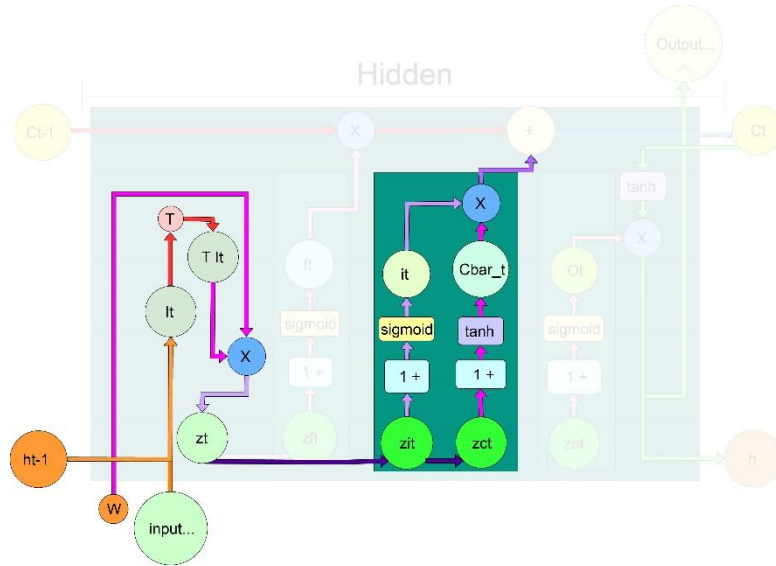 Output...
Hidden
Ct-1
X
+
Ct
tanh
T
X
X
T It
ft
it
Cbar_t
Ot
It
sigmoid
sigmoid
tanh
sigmoid
X
1 +
1 +
1 +
1 +
zt
zft
zit
zct
zot
ht-1
h
W
input...